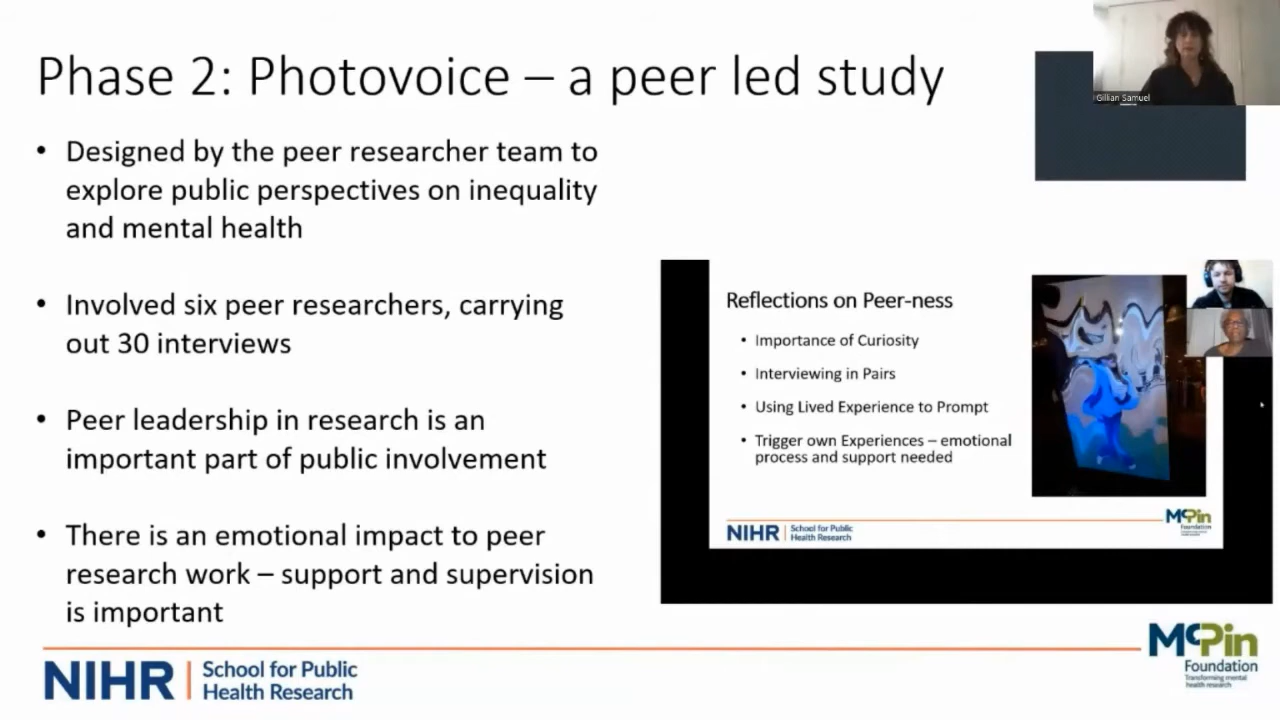 Phase 2: Photovoice – a peer led study
Gillian Samuel
• Designed by the peer researcher team to
explore public perspectives on inequality
and mental health
• Involved six peer researchers, carrying
out 30 interviews
• Peer leadership in research is an
important part of public involvement
• There is an emotional impact to peer
research work – support and supervision
is important
Reflections on Peer-ness
• Importance of Curiosity
• Interviewing in Pairs
• Using Lived Experience to Prompt
• Trigger own Experiences – emotional
process and support needed
NIHR | School for Public
Health Research
McPin
Foundation
NIHR | School for Public
Health Research
McPin
Foundation
Transforming mental
health research